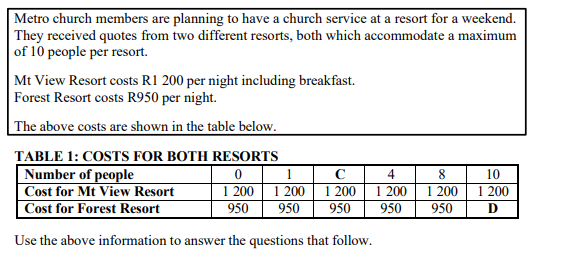 Metro church members are planning to have a church service at a resort for a weekend.
They received quotes from two different resorts, both which accommodate a maximum
of 10 people per resort.
Mt View Resort costs R1 200 per night including breakfast.
Forest Resort costs R950 per night.
The above costs are shown in the table below.
TABLE 1: COSTS FOR BOTH RESORTS
Number of people 0 1 C 4 8 10
Cost for Mt View Resort 1 200 1 200 1 200 1 200 1 200 1 200
Cost for Forest Resort 950 950 950 950 950 D
Use the above information to answer the questions that follow.